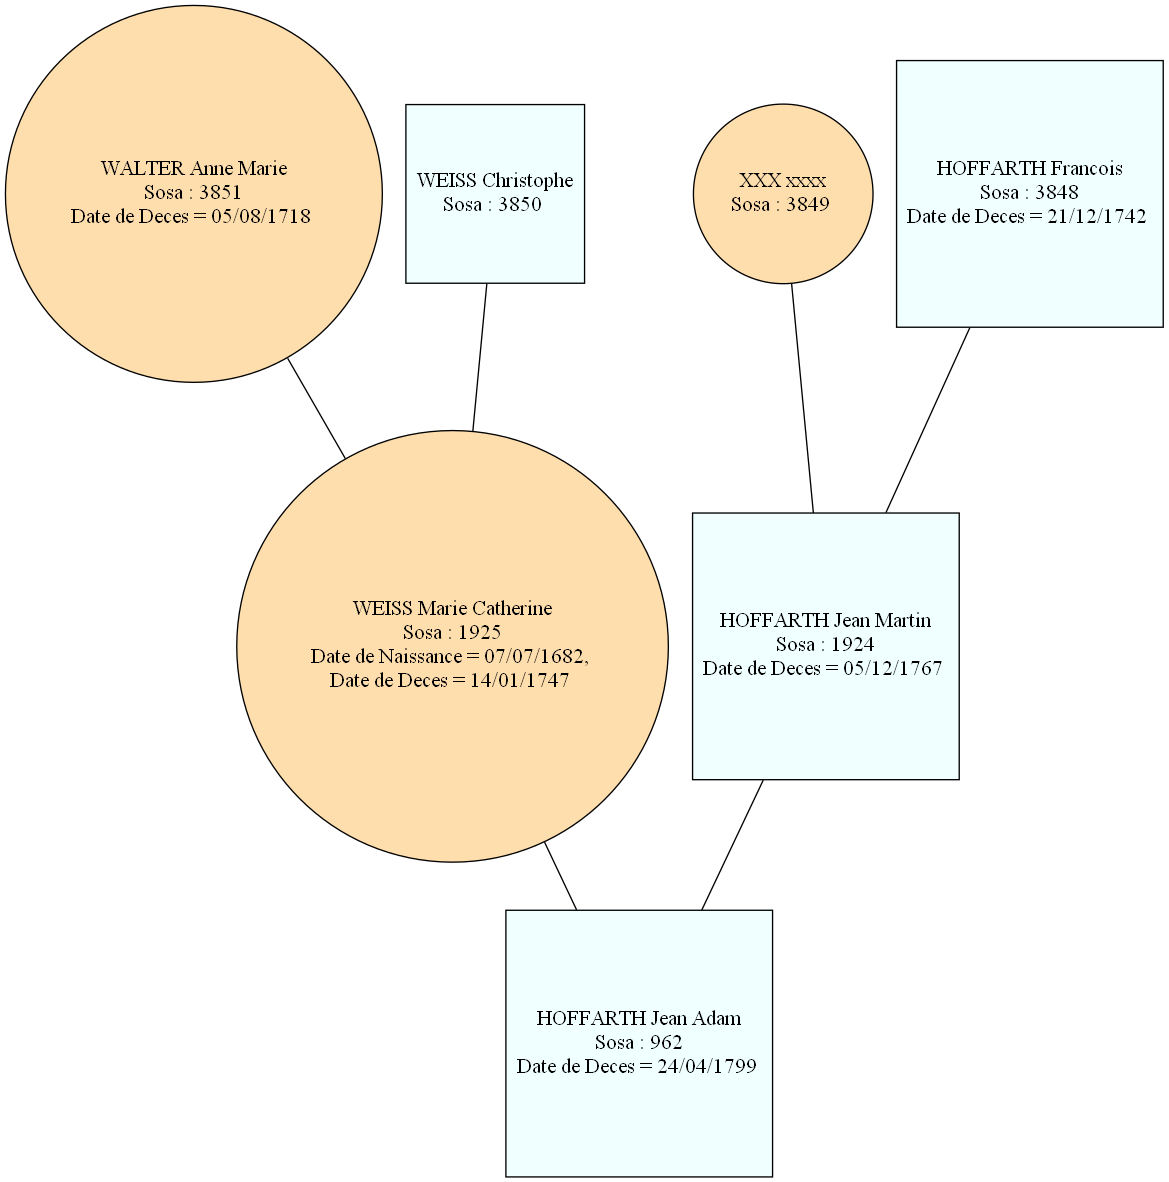 WALTER Anne Marie
Sosa : 3851
Date de Deces = 05/08/1718
WEISS Christophe
Sosa : 3850
XXX xxxx
Sosa : 3849
HOFFARTH Francois
Sosa : 3848
Date de Deces = 21/12/1742
WEISS Marie Catherine
Sosa : 1925
Date de Naissance = 07/07/1682,
Date de Deces = 14/01/1747
HOFFARTH Jean Martin
Sosa : 1924
Date de Deces = 05/12/1767
HOFFARTH Jean Adam
Sosa : 962
Date de Deces = 24/04/1799